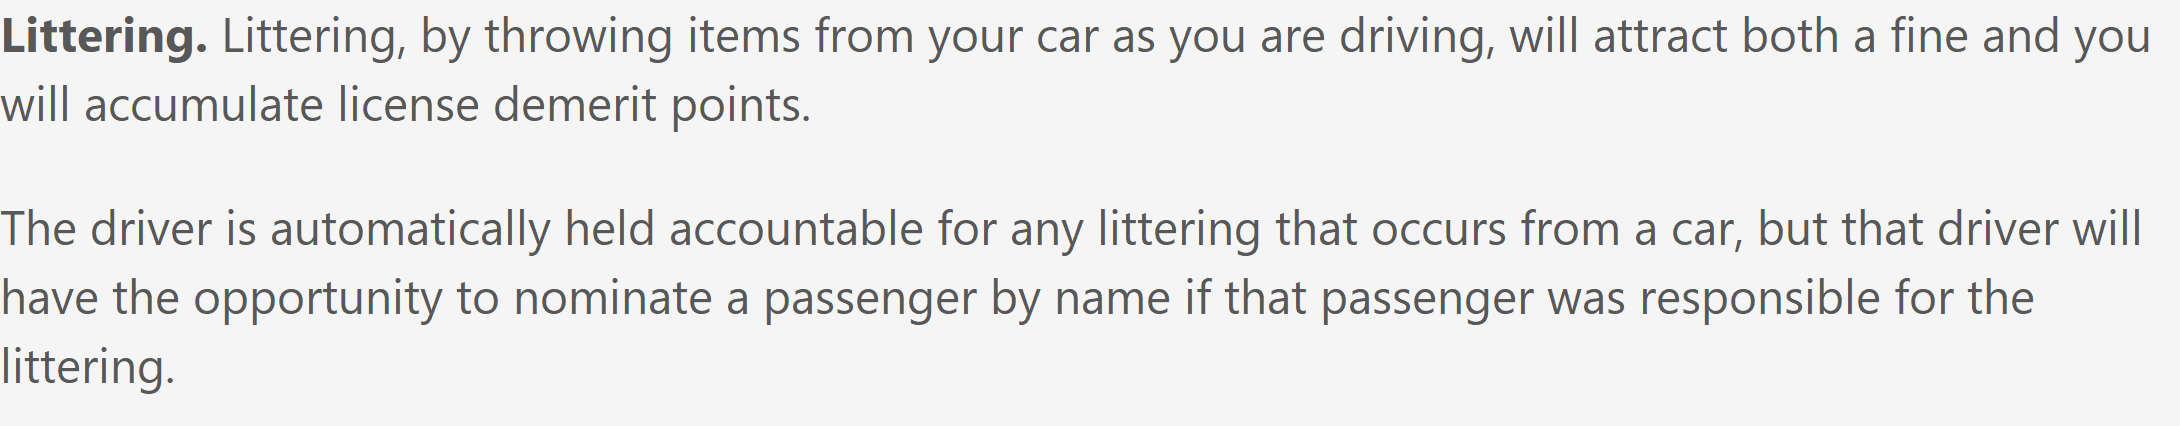 Littering. Littering, by throwing items from your car as you are driving, will attract both a fine and you
will accumulate license demerit points.
The driver is automatically held accountable for any littering that occurs from a car, but that driver will
have the opportunity to nominate a passenger by name if that passenger was responsible for the
littering.